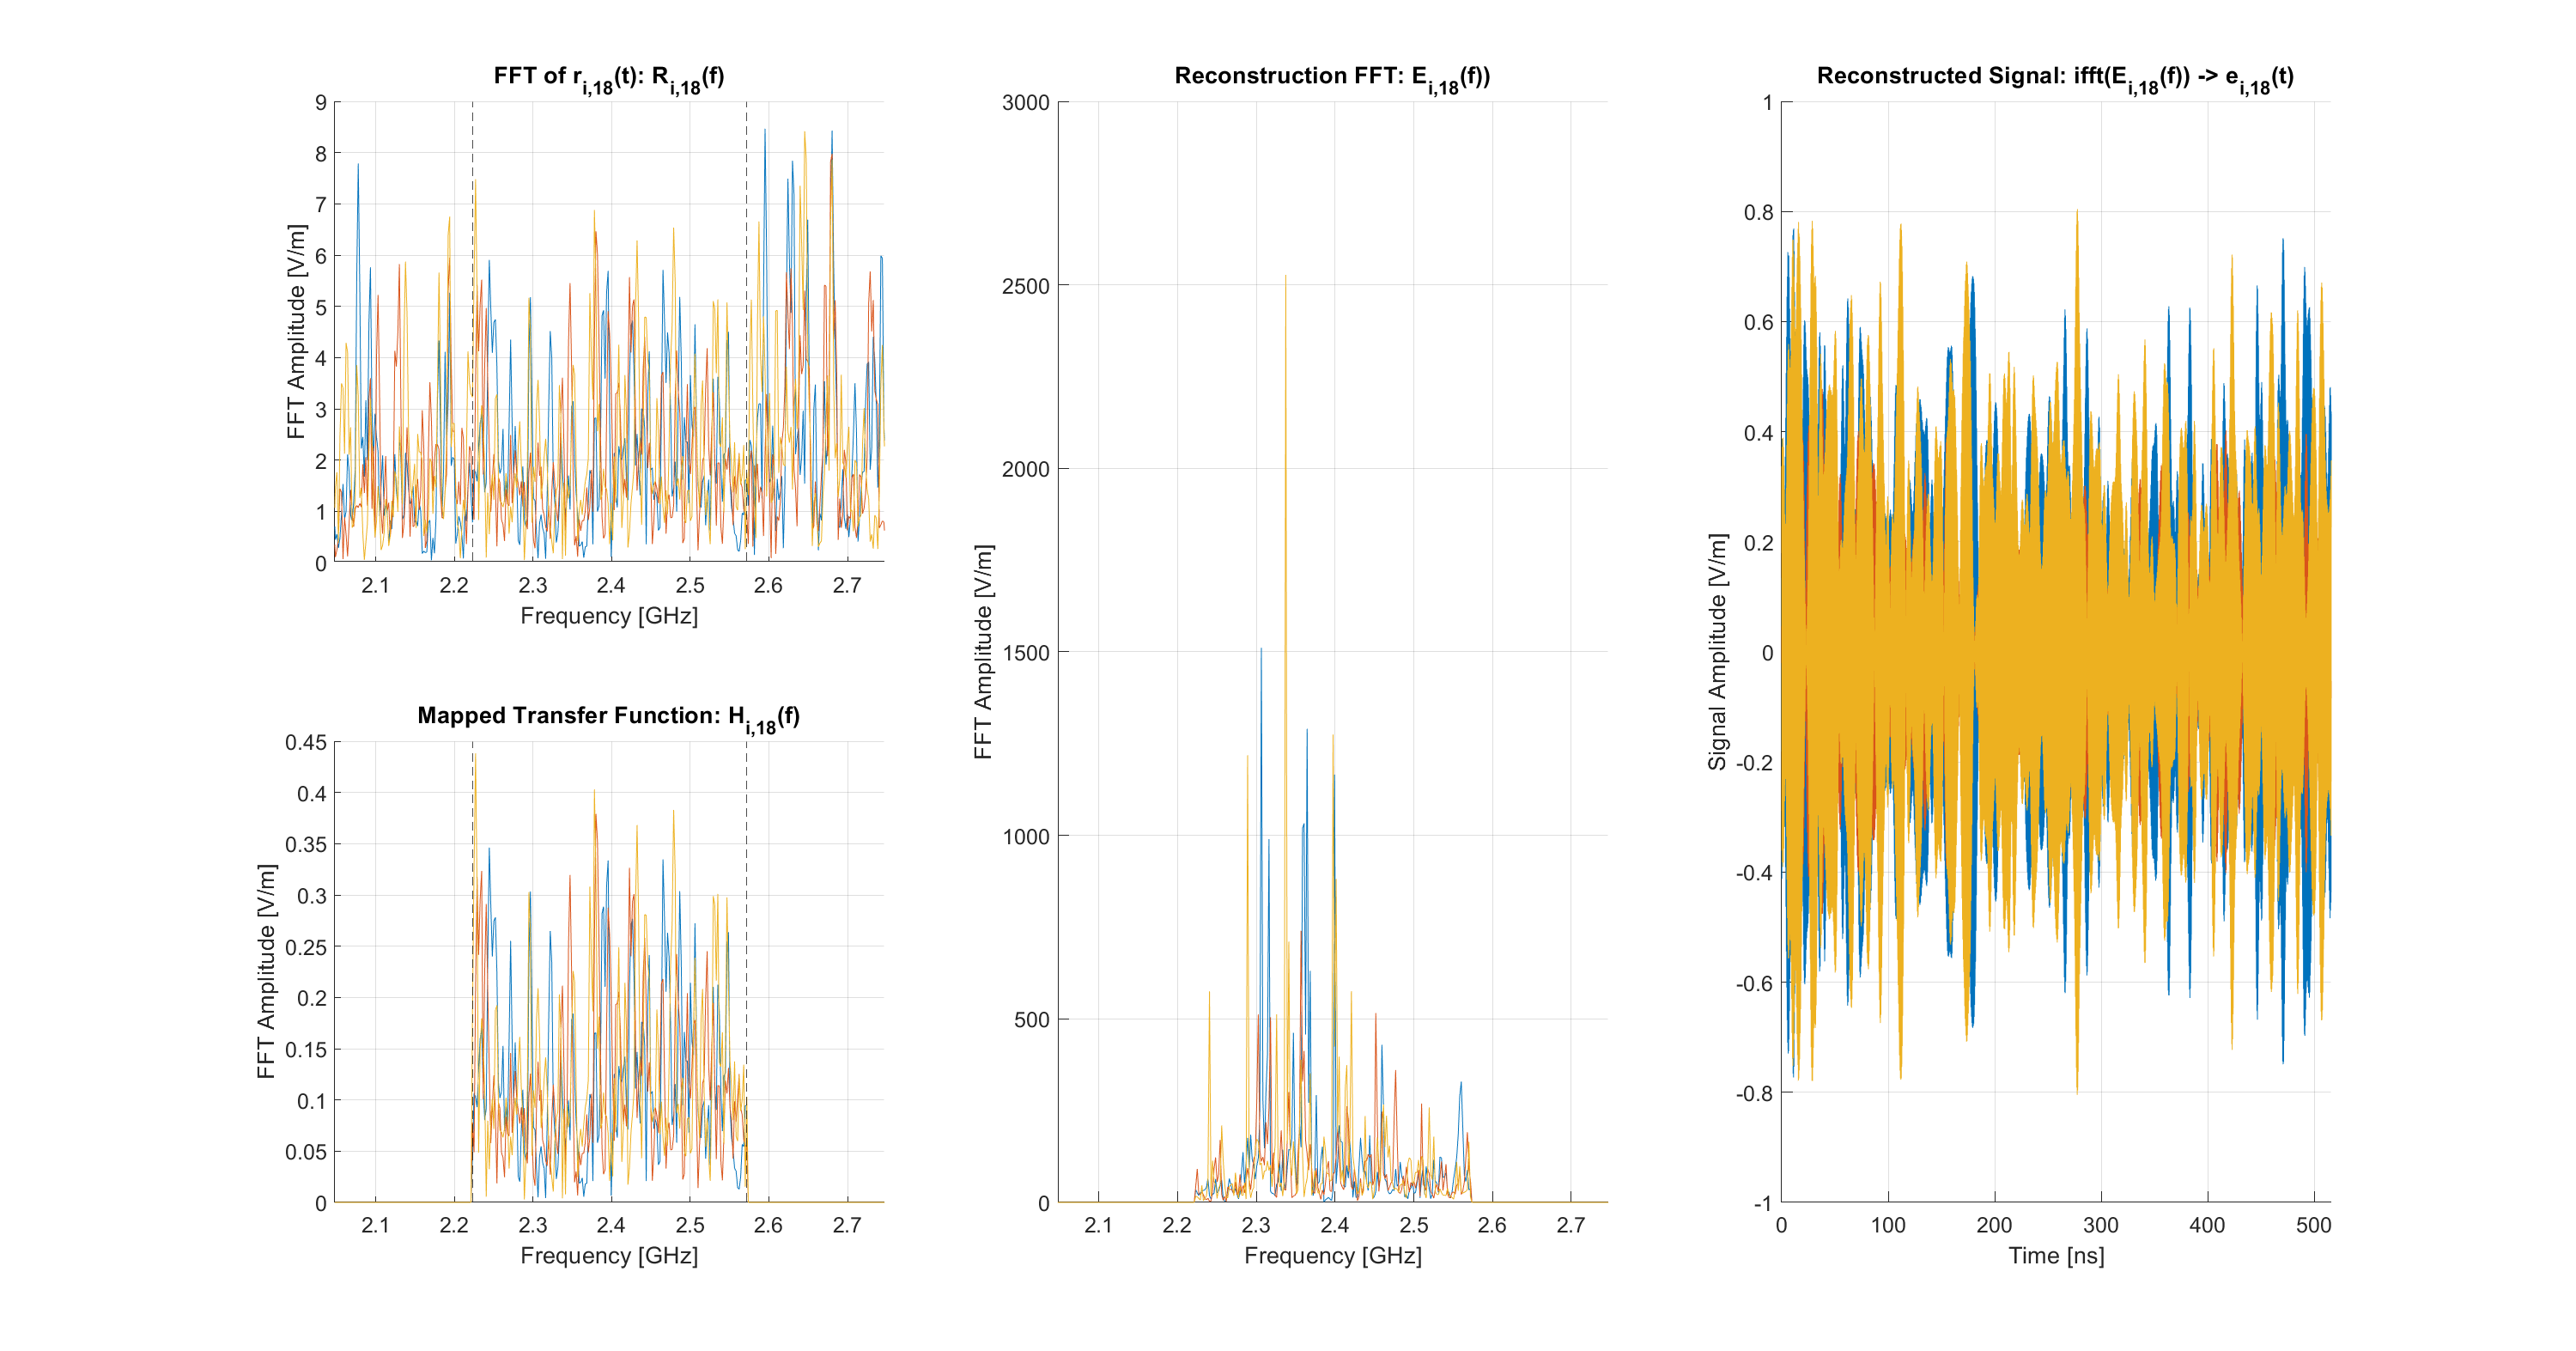 FFT of r_i,18(t): R_i,18(f)
9
8
7
6
5
4
3
2
1
0
FFT Amplitude [V/m]
2.1 2.2 2.3 2.4 2.5 2.6 2.7
Frequency [GHz]
Mapped Transfer Function: H_i,18(f)
0.45
0.4
0.35
0.3
0.25
0.2
0.15
0.1
0.05
0
FFT Amplitude [V/m]
2.1 2.2 2.3 2.4 2.5 2.6 2.7
Frequency [GHz]
Reconstruction FFT: E_i,18(f))
3000
2500
2000
1500
1000
500
0
FFT Amplitude [V/m]
2.1 2.2 2.3 2.4 2.5 2.6 2.7
Frequency [GHz]
Reconstructed Signal: ifft(E_i,18(f)) -> e_i,18(t)
1
0.8
0.6
0.4
0.2
0
-0.2
-0.4
-0.6
-0.8
-1
Signal Amplitude [V/m]
0 100 200 300 400 500
Time [ns]